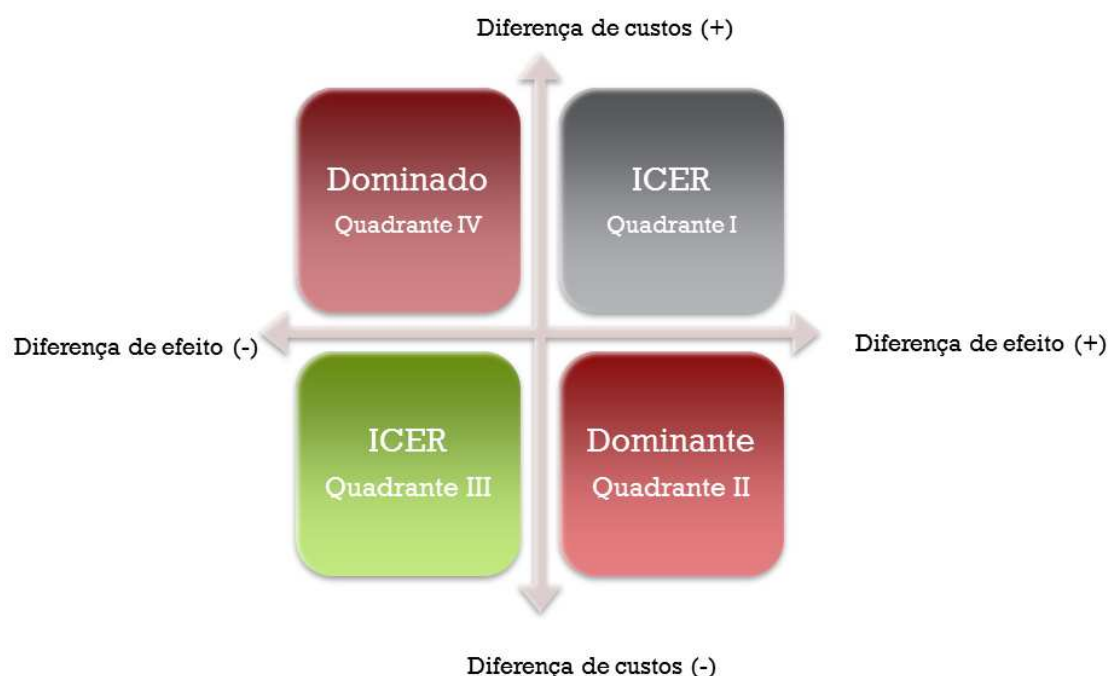 Diferença de custos (+)
Dominado
Quadrante IV
ICER
Quadrante I
Diferença de efeito (-)
Diferença de efeito (+)
ICER
Quadrante III
Dominante
Quadrante II
Diferença de custos (-)